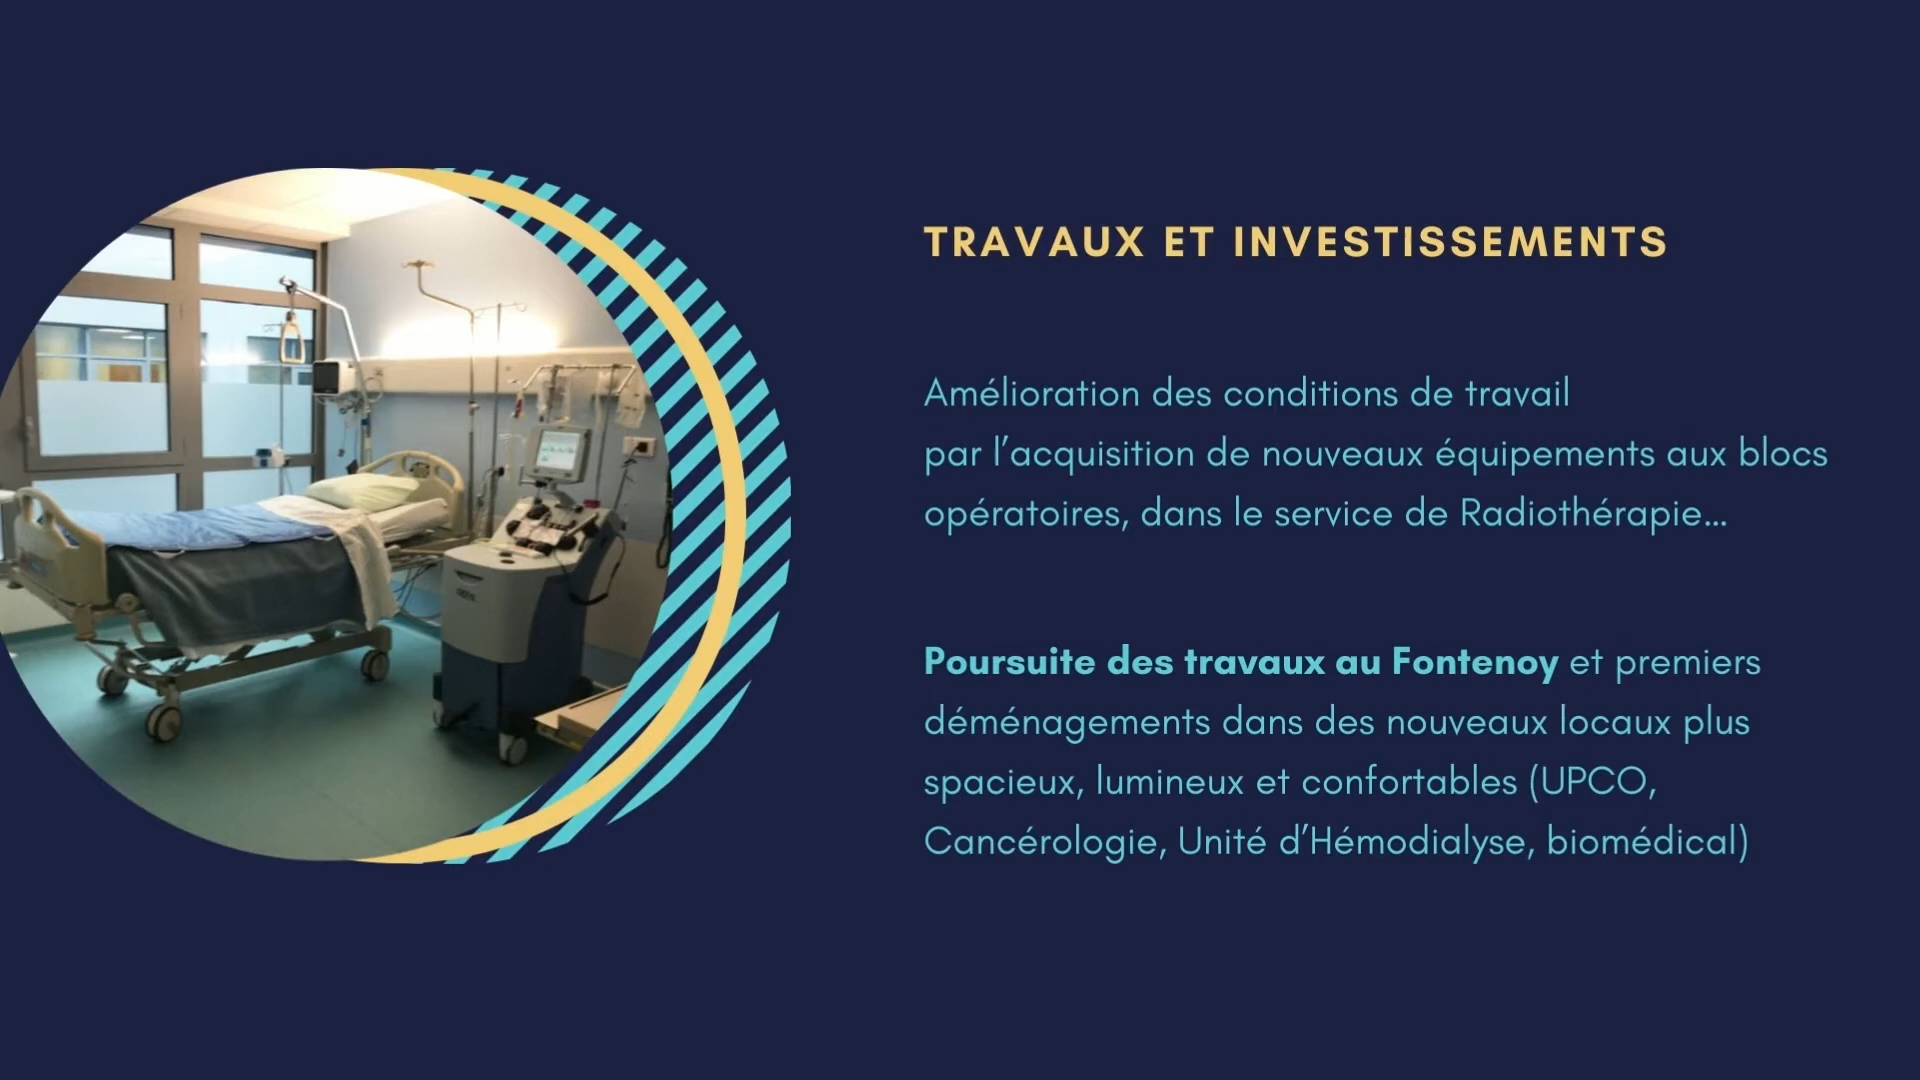 TRAVAUX ET INVESTISSEMENTS
Amélioration des conditions de travail
par l’acquisition de nouveaux équipements aux blocs
opératoires, dans le service de Radiothérapie...
Poursuite des travaux au Fontenoy et premiers
déménagements dans des nouveaux locaux plus
spacieux, lumineux et confortables (UPCO,
Cancérologie, Unité d’Hémodialyse, biomédical)